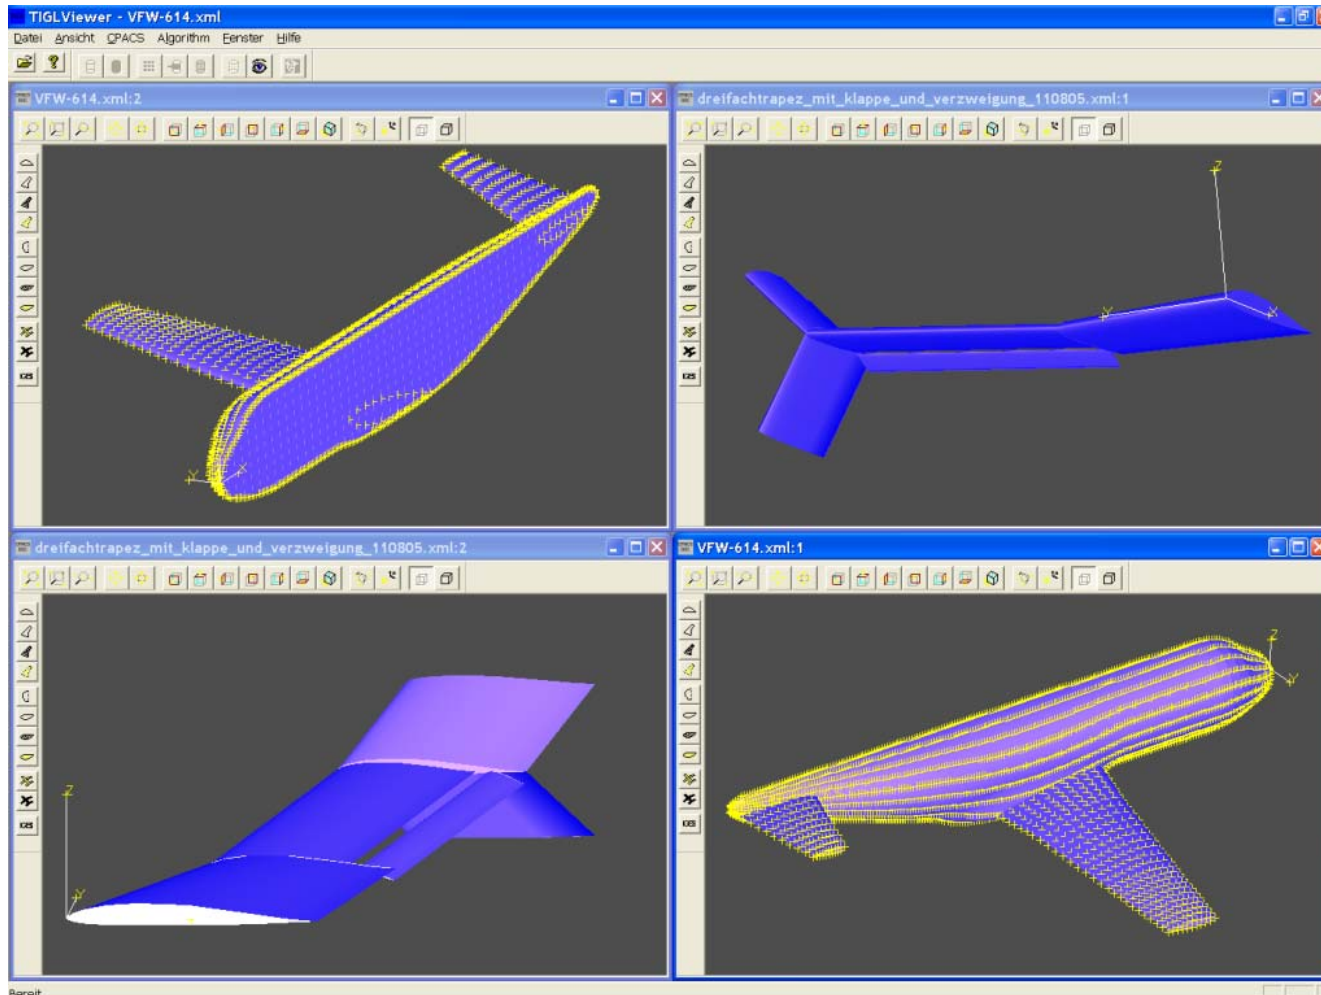 TIGLViewer - VFW-614.xml
Datei Ansicht CPACS Algorithm Fenster Hilfe
VFW-614.xml:2
dreifachtrapez_mit_klappe_und_verzweigung_110805.xml:1
Y X
Z
Y X
dreifachtrapez_mit_klappe_und_verzweigung_110805.xml:2
VFW-614.xml:1
Z
Y
Z
Y
Bereit